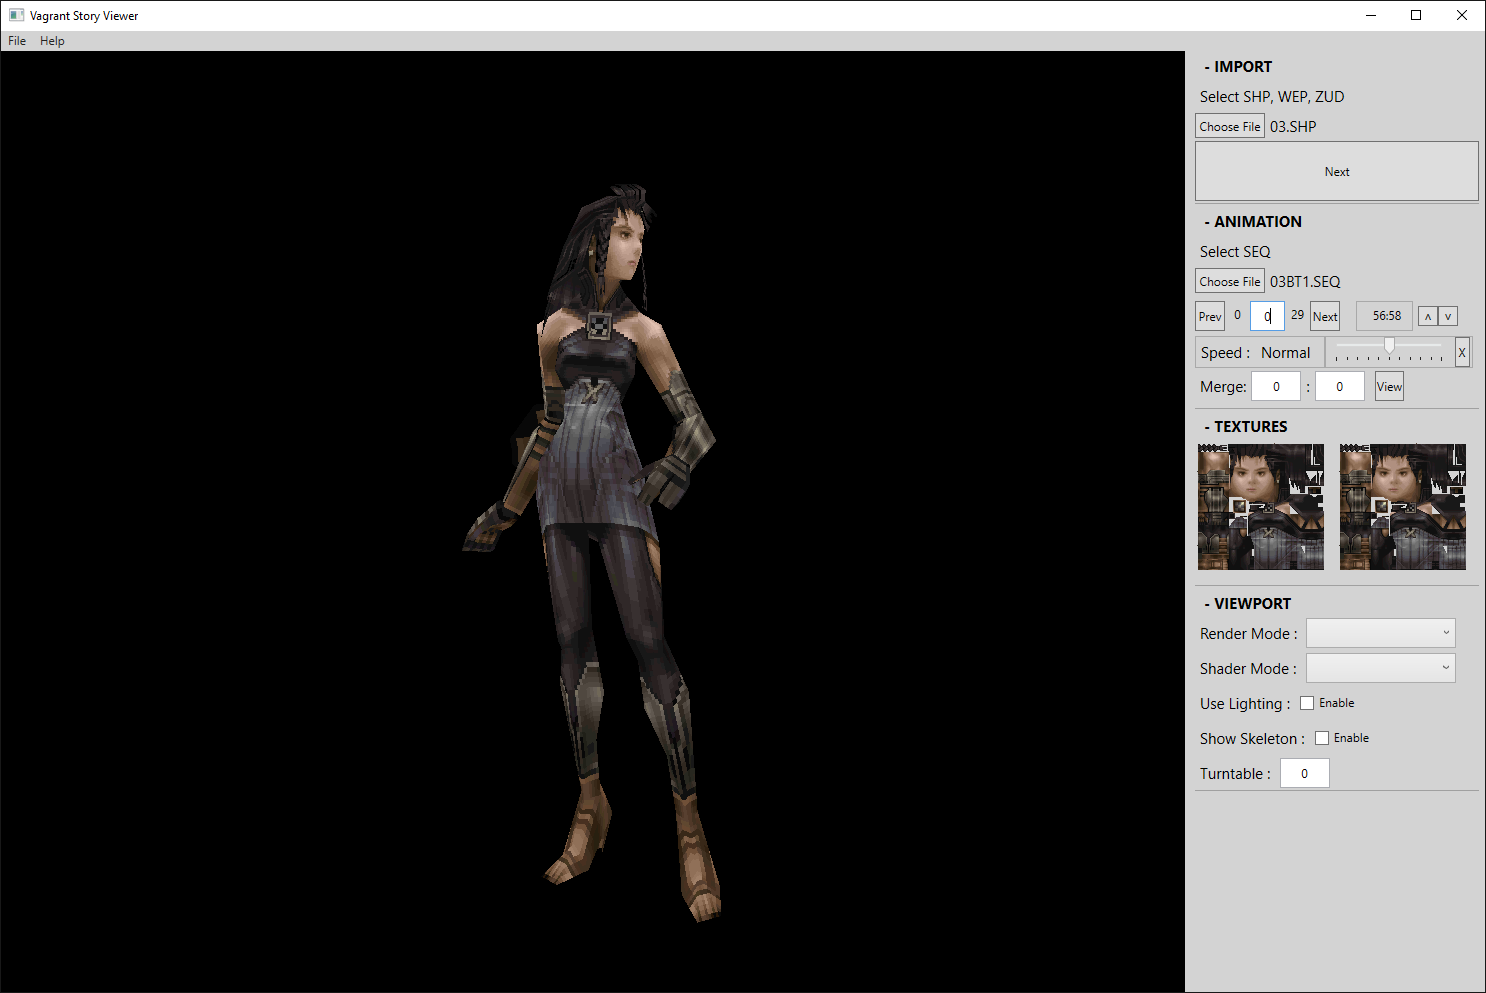 Vagrant Story Viewer
File Help
- IMPORT
Select SHP, WEP, ZUD
Choose File 03.SHP
Next
- ANIMATION
Select SEQ
Choose File 03BT1.SEQ
Prev 0 0 29 Next 56:58 ʌ v
Speed : Normal X
Merge: 0 : 0 View
- TEXTURES
- VIEWPORT
Render Mode :
Shader Mode :
Use Lighting : Enable
Show Skeleton : Enable
Turntable : 0